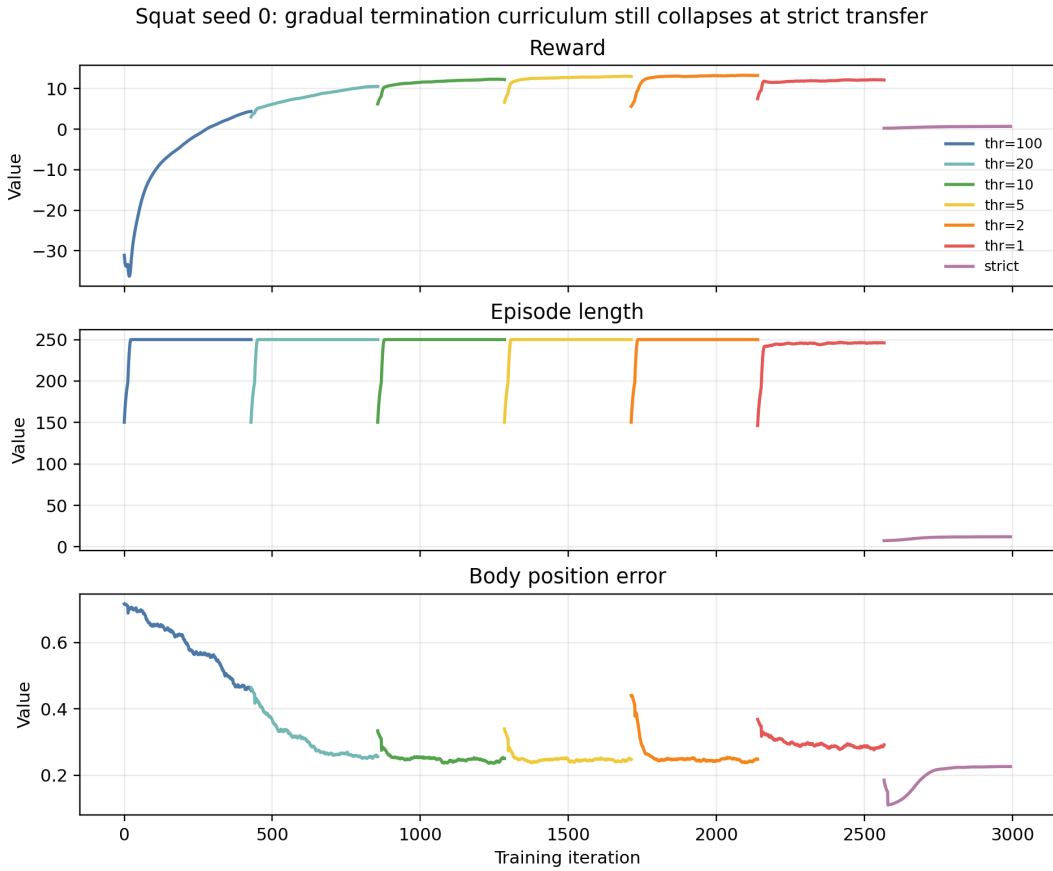 Squat seed 0: gradual termination curriculum still collapses at strict transfer
Reward
10
0
−10
−20
−30
Value
thr=100
thr=20
thr=10
thr=5
thr=2
thr=1
strict
Episode length
250
200
150
100
50
0
Value
Body position error
0.6
0.4
0.2
Value
0
500
1000
1500
2000
2500
3000
Training iteration